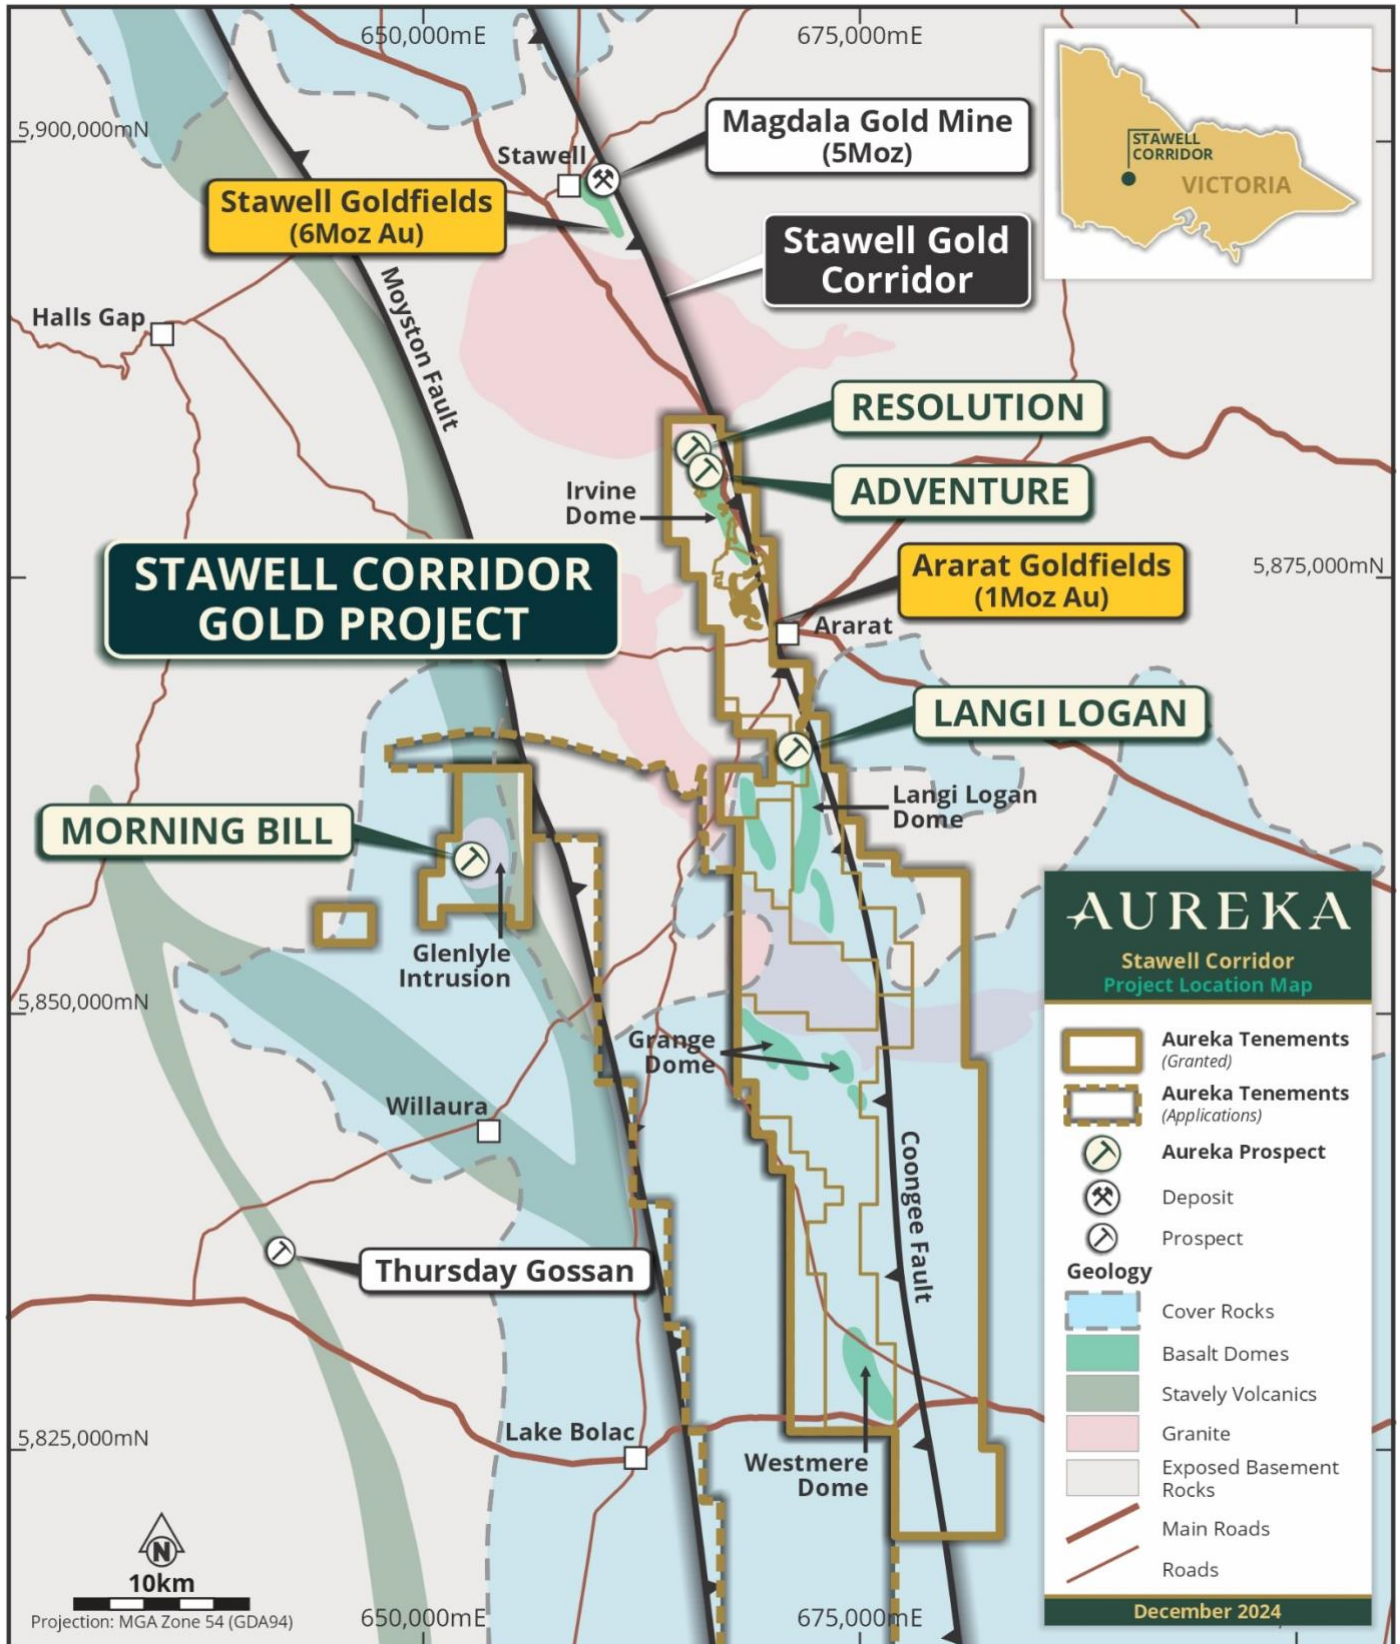 650,000mE
675,000mE
5,900,000mN
Magdala Gold Mine
(5Moz)
STAWELL
CORRIDOR
VICTORIA
Stawell
Stawell Goldfields
(6Moz Au)
Stawell Gold
Corridor
Halls Gap
Moyston Fault
RESOLUTION
ADVENTURE
Irvine
Dome
STAWELL CORRIDOR
GOLD PROJECT
Ararat Goldfields
(1Moz Au)
5,875,000mN
Ararat
LANGI LOGAN
Langi Logan
Dome
MORNING BILL
Glenlyle
Intrusion
5,850,000mN
Grange
Dome
Willaura
Coongee Fault
Thursday Gossan
5,825,000mN
Lake Bolac
Westmere
Dome
N
10km
Projection: MGA Zone 54 (GDA94)
650,000mE
675,000mE
AUREKA
Stawell Corridor
Project Location Map
Aureka Tenements
(Granted)
Aureka Tenements
(Applications)
Aureka Prospect
Deposit
Prospect
Geology
Cover Rocks
Basalt Domes
Stavely Volcanics
Granite
Exposed Basement
Rocks
Main Roads
Roads
December 2024